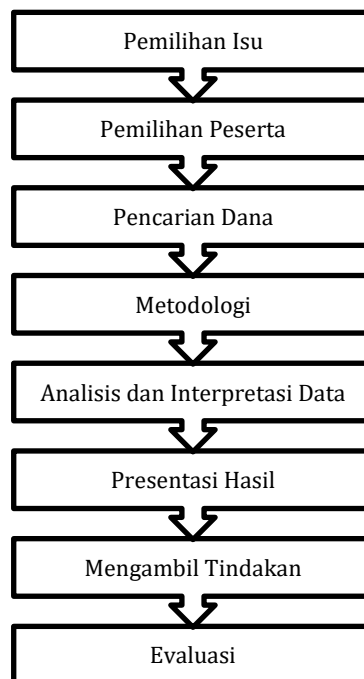 Pemilihan Isu
Pemilihan Peserta
Pencarian Dana
Metodologi
Analisis dan Interpretasi Data
Presentasi Hasil
Mengambil Tindakan
Evaluasi